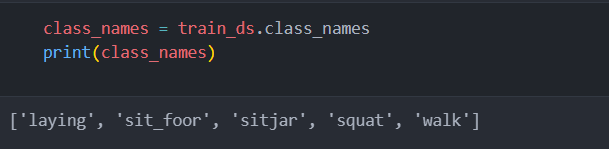 class_names = train_ds.class_names
print(class_names)
['laying', 'sit_foor', 'sitjar', 'squat', 'walk']